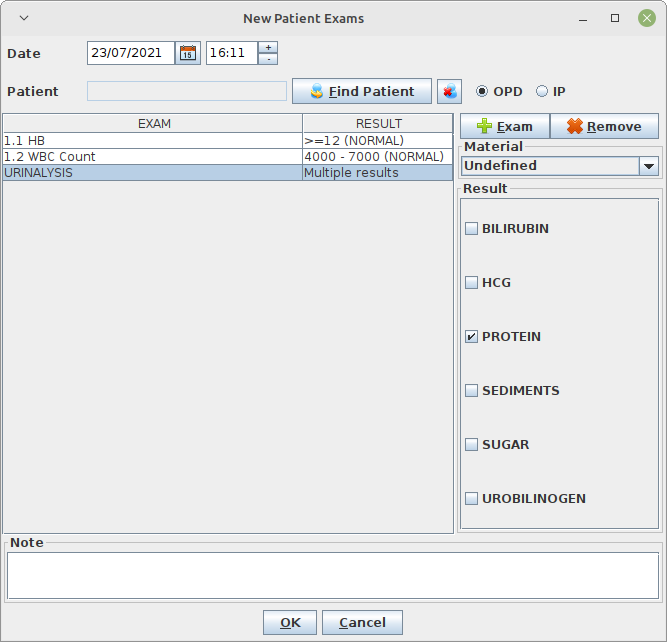 New Patient Exams
Date 23/07/2021 15 16:11 + -
Patient Find Patient OPD IP
EXAM RESULT
1.1 HB >=12 (NORMAL)
1.2 WBC Count 4000 - 7000 (NORMAL)
URINALYSIS Multiple results
Exam Remove
Material
Undefined
Result
BILIRUBIN
HCG
PROTEIN
SEDIMENTS
SUGAR
UROBILINOGEN
Note
OK Cancel